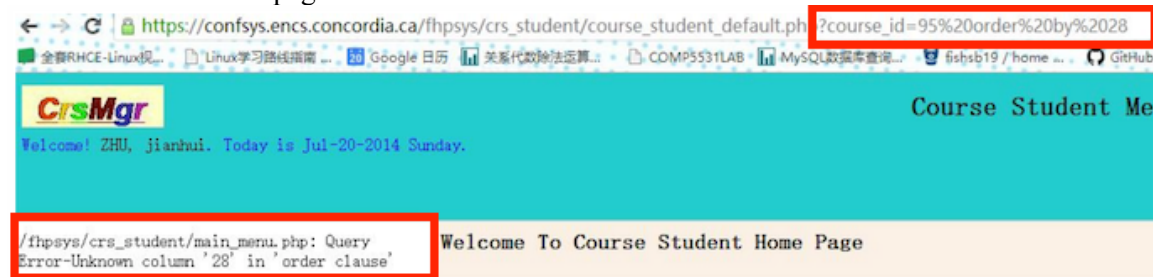 https://confsys.encs.concordia.ca/fhpsys/crs_student/course_student_default.ph ?course_id=95%20order%20by%2028
全套RHCE-Linux视... Linux学习路线指南 ... 20 Google 日历 关系代数除法运算... COMP5531LAB MySQL数据库查询... fishsb19 / home ... GitHub
CrsMgr
Course Student Me
Welcome! ZHU, jianhui. Today is Jul-20-2014 Sunday.
/fhpsys/crs_student/main_menu.php: Query
Error-Unknown column '28' in 'order clause'
Welcome To Course Student Home Page